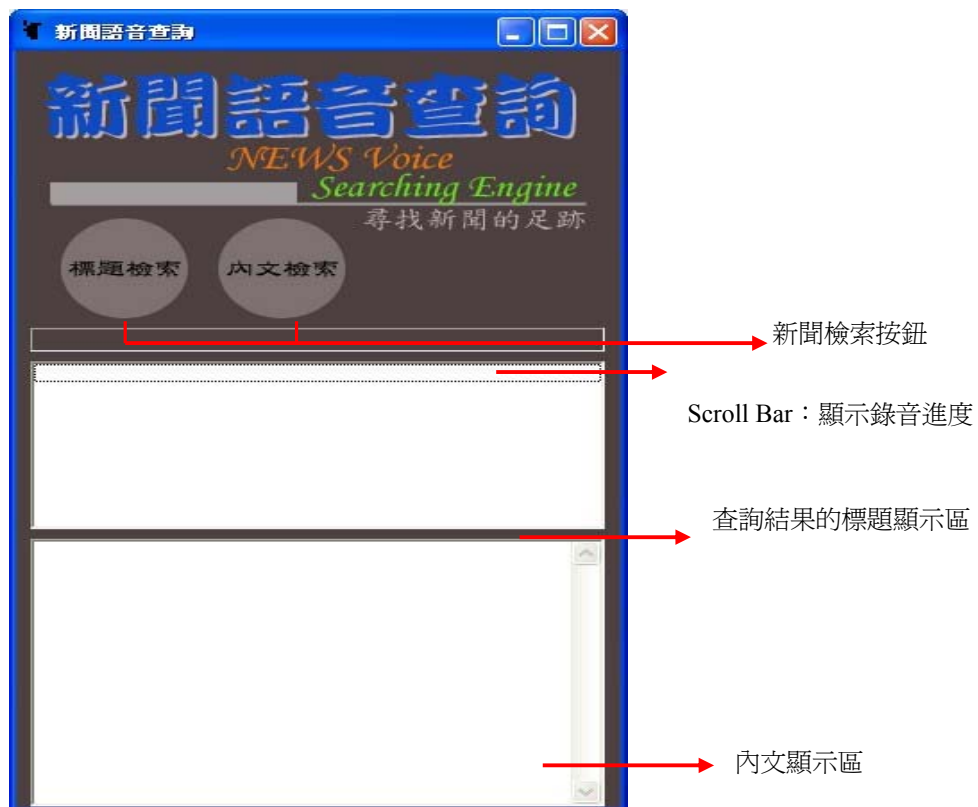 新聞語音查詢
新聞語音查詢
NEWS Voice
Searching Engine
尋找新聞的足跡
標題檢索
內文檢索
新聞檢索按鈕
Scroll Bar：顯示錄音進度
查詢結果的標題顯示區
內文顯示區